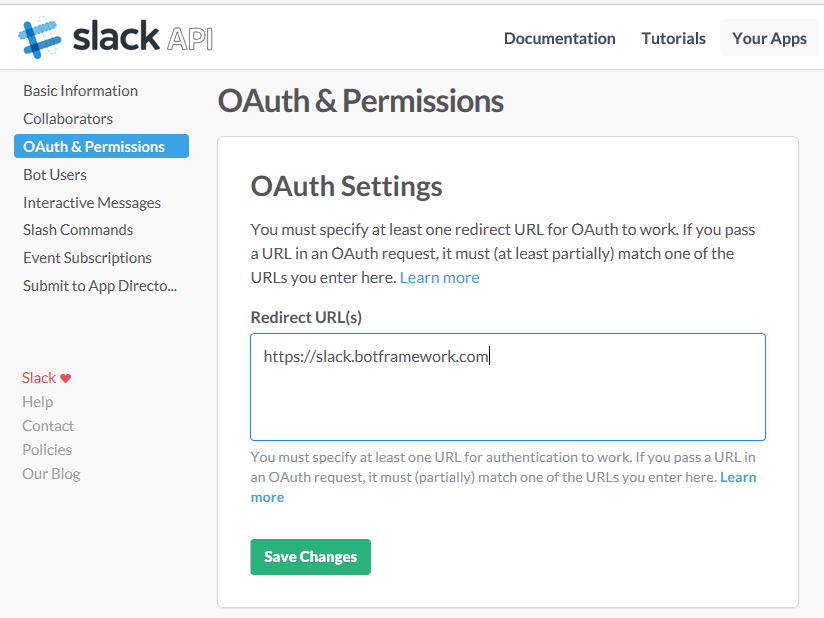 slack API
Documentation
Tutorials
Your Apps
Basic Information
Collaborators
OAuth & Permissions
Bot Users
Interactive Messages
Slash Commands
Event Subscriptions
Submit to App Directo...
Slack ♥
Help
Contact
Policies
Our Blog
OAuth & Permissions
OAuth Settings
You must specify at least one redirect URL for OAuth to work. If you pass
a URL in an OAuth request, it must (at least partially) match one of the
URLs you enter here. Learn more
Redirect URL(s)
https://slack.botframework.com
You must specify at least one URL for authentication to work. If you pass a URL in
an OAuth request, it must (partially) match one of the URLs you enter here. Learn
more
Save Changes